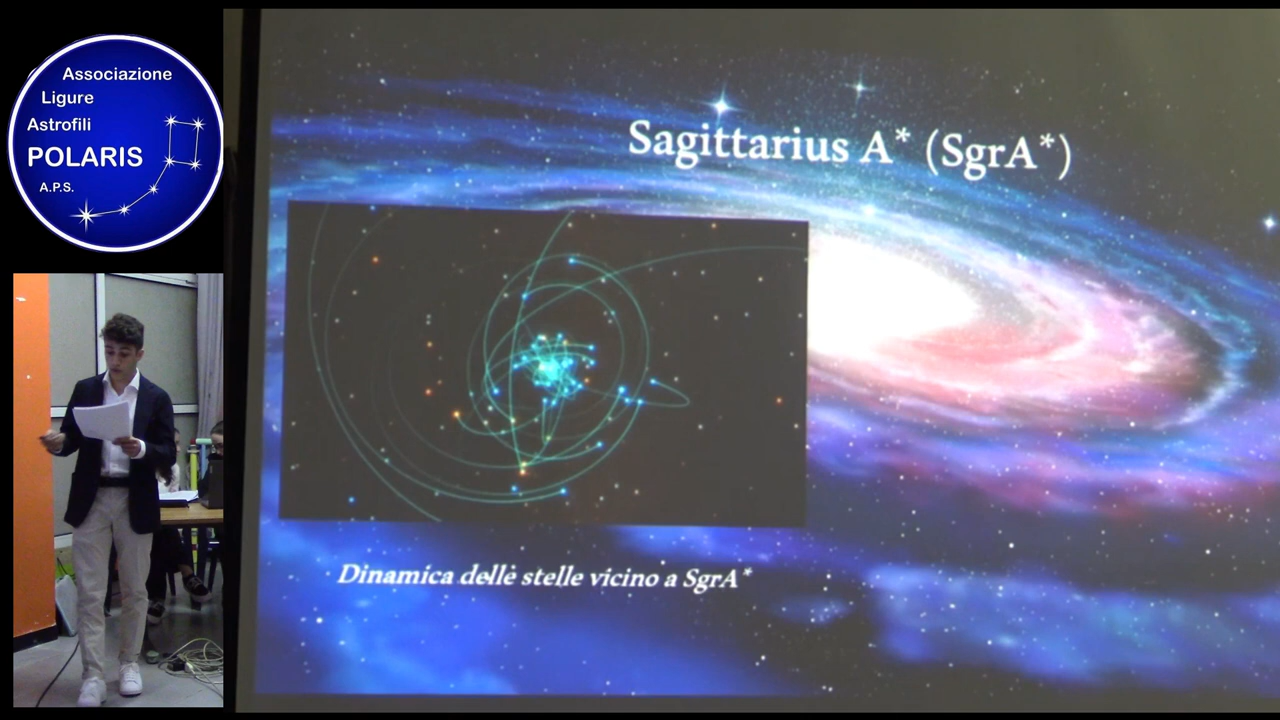 Associazione
Ligure
Astrofili
POLARIS
A.P.S.
Sagittarius A* (SgrA*)
Dinamica delle stelle vicino a SgrA*